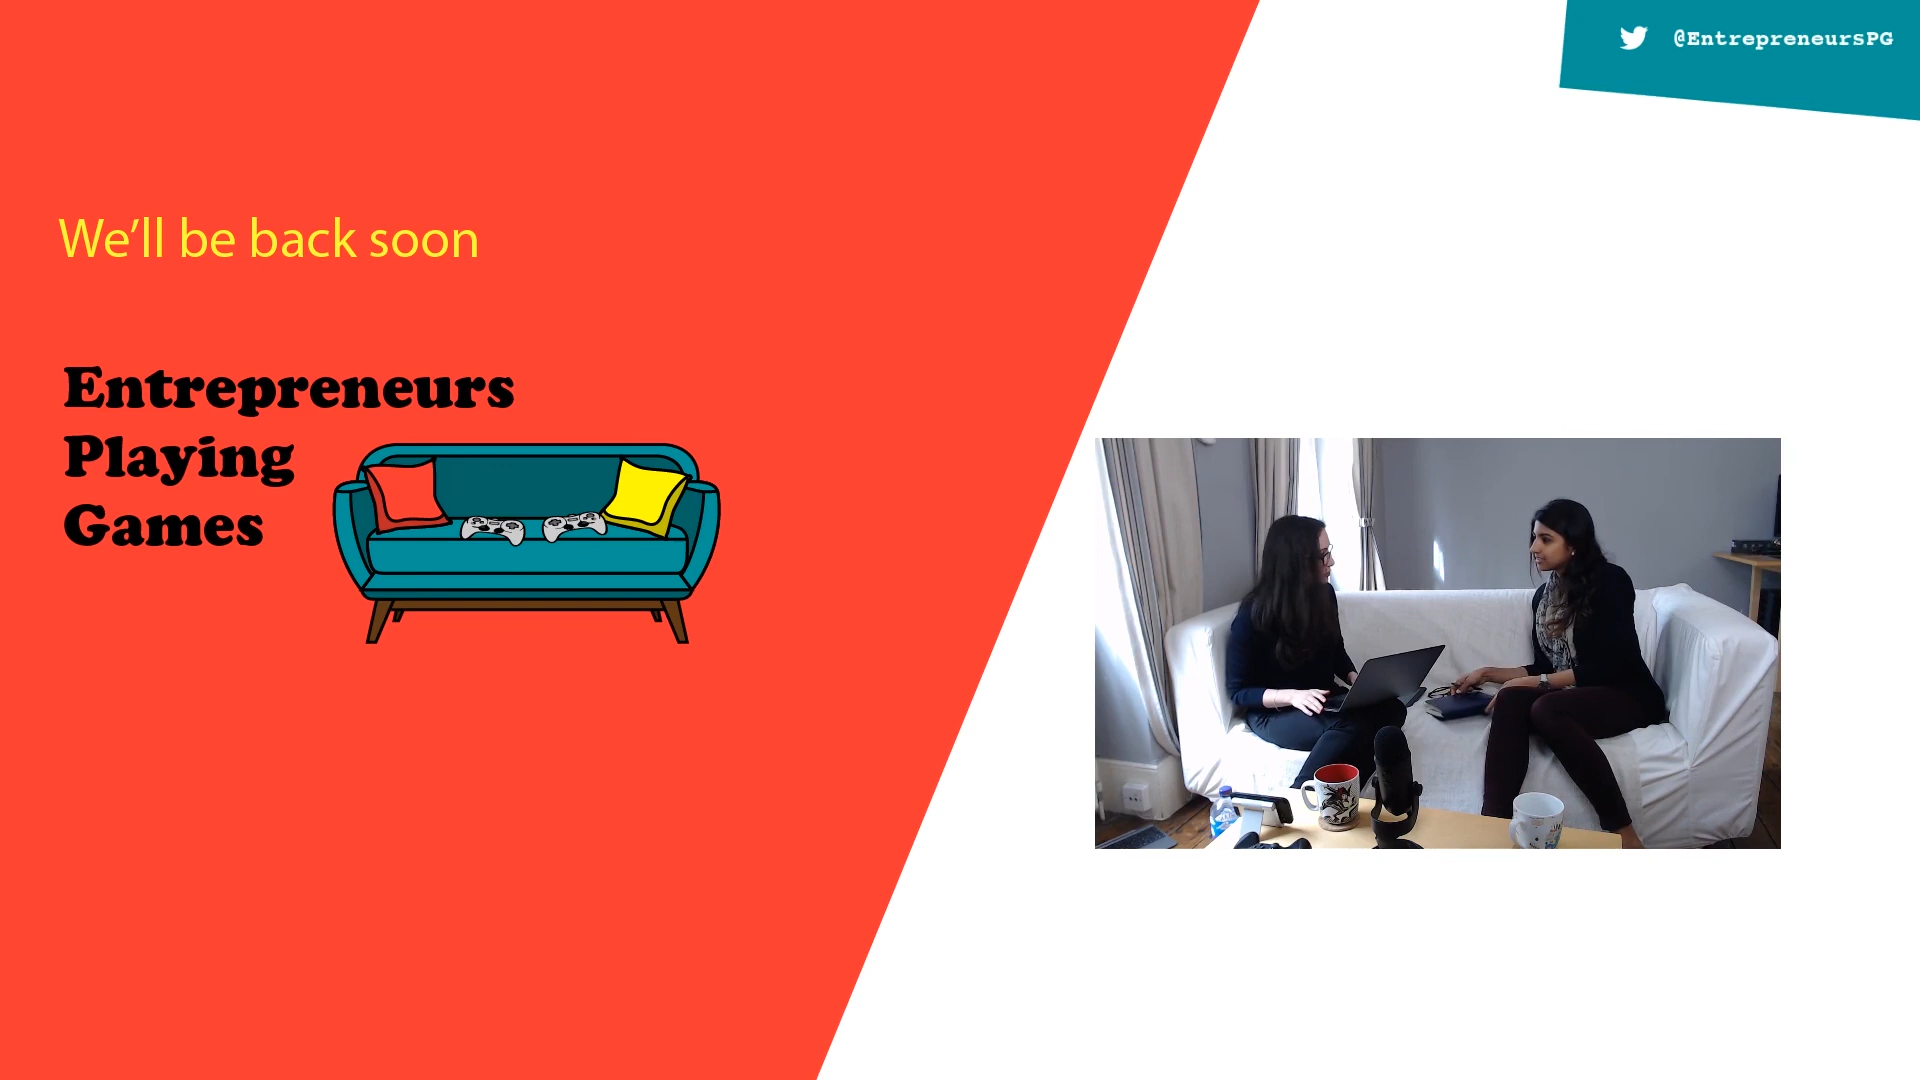 @EntrepreneursPG
We'll be back soon
Entrepreneurs
Playing
Games